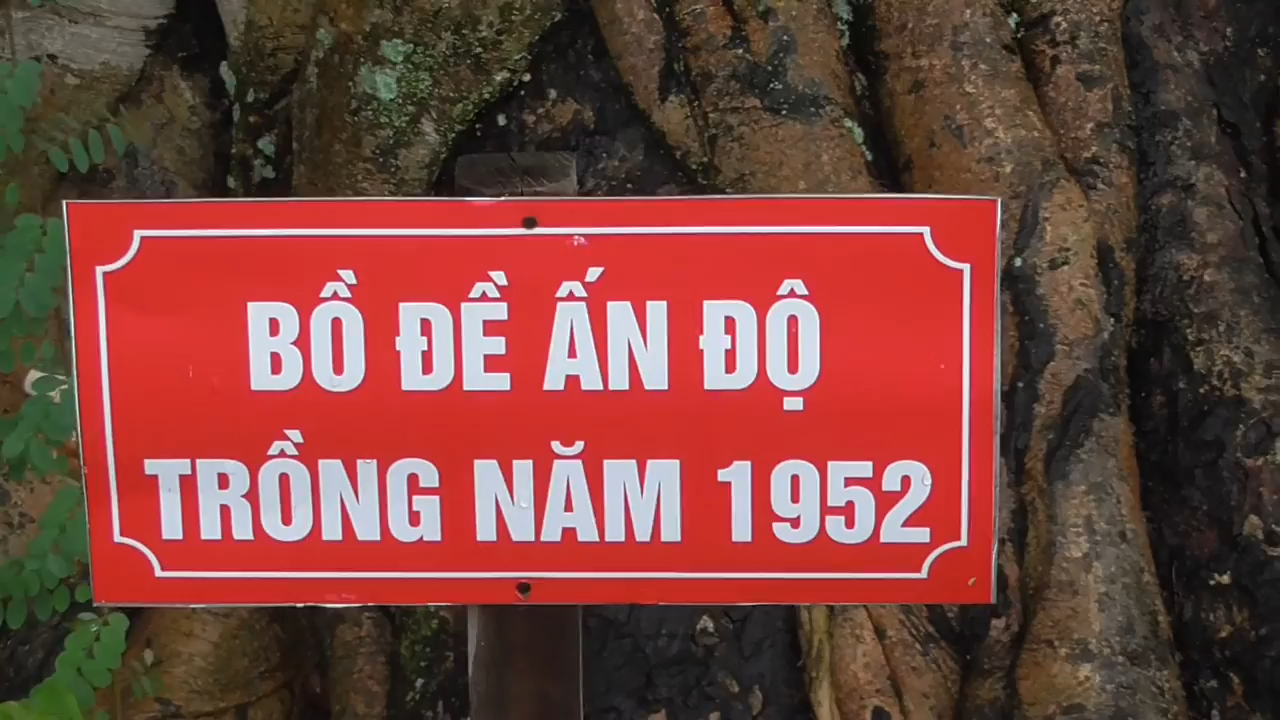 BỒ ĐỀ ẤN ĐỘ
TRỒNG NĂM 1952